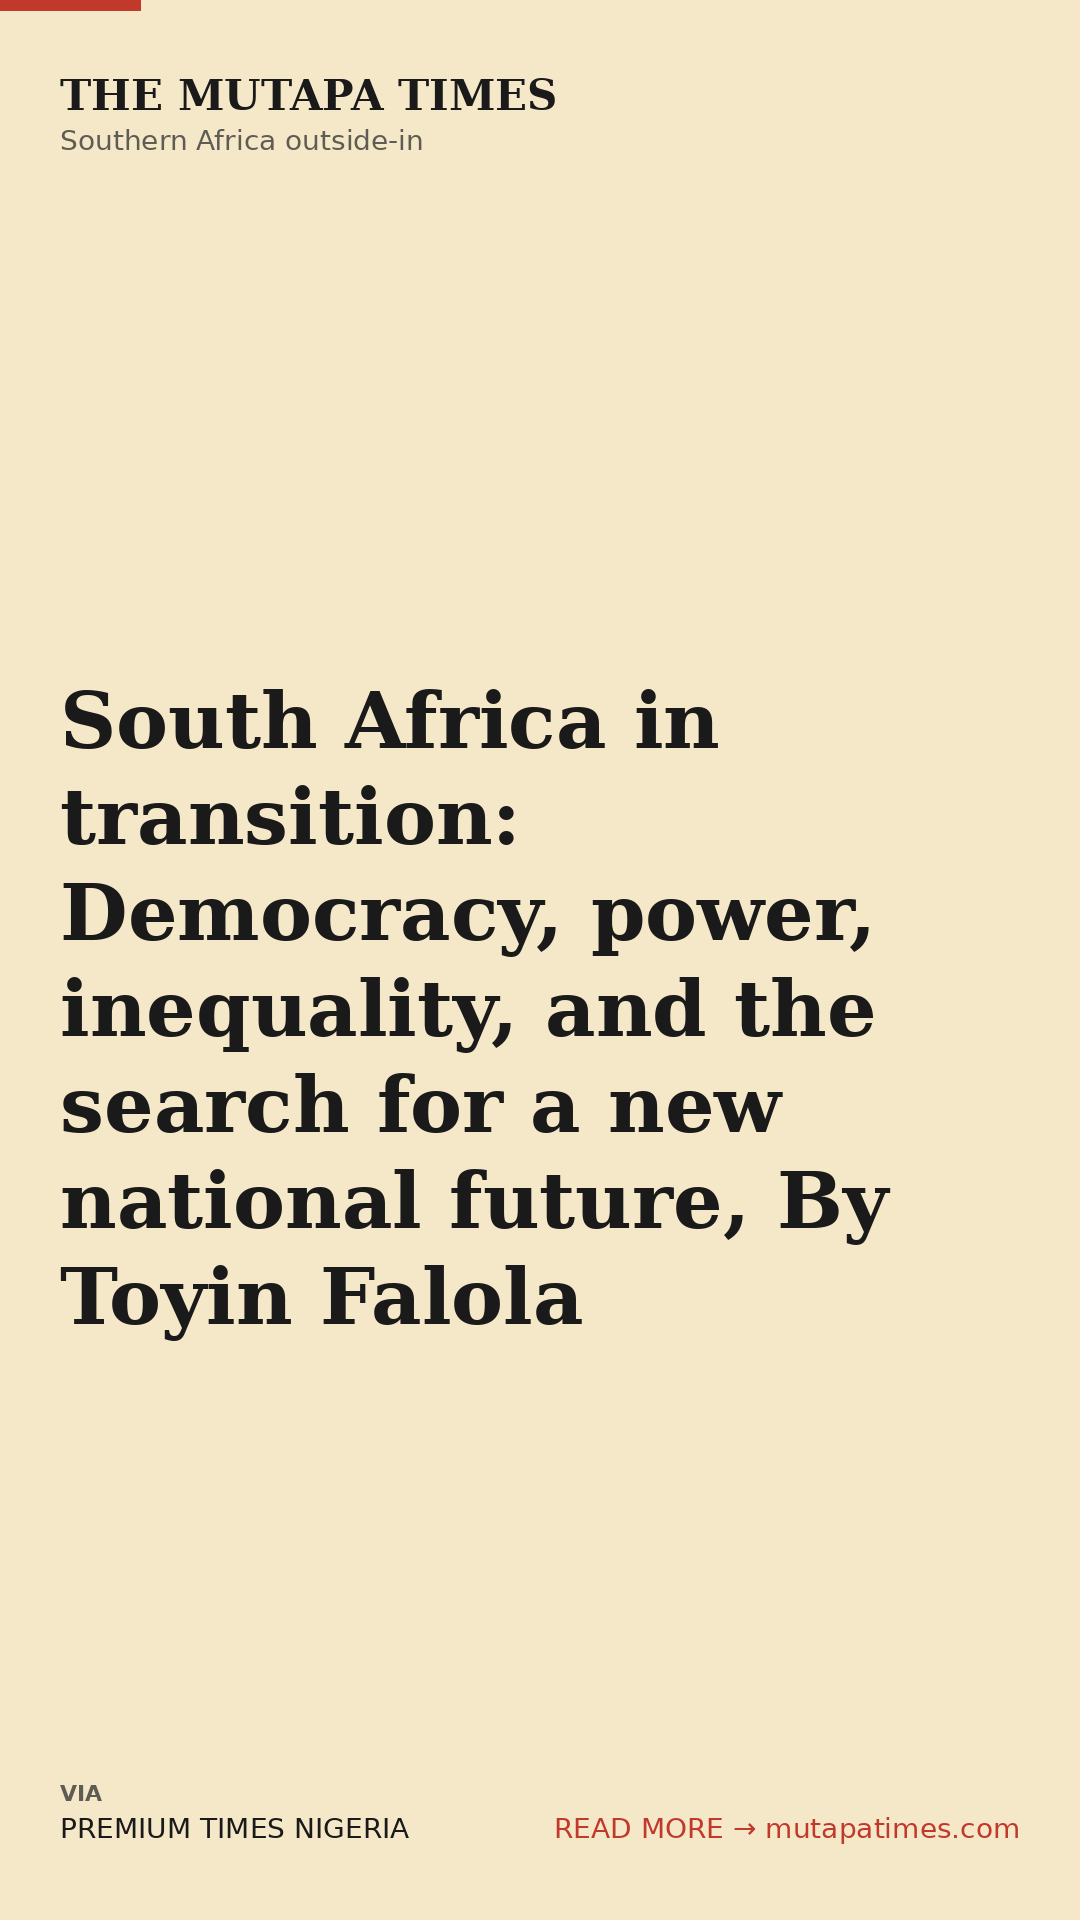 THE MUTAPA TIMES
Southern Africa outside-in
South Africa in
transition:
Democracy, power,
inequality, and the
search for a new
national future, By
Toyin Falola
VIA
PREMIUM TIMES NIGERIA
READ MORE → mutapatimes.com